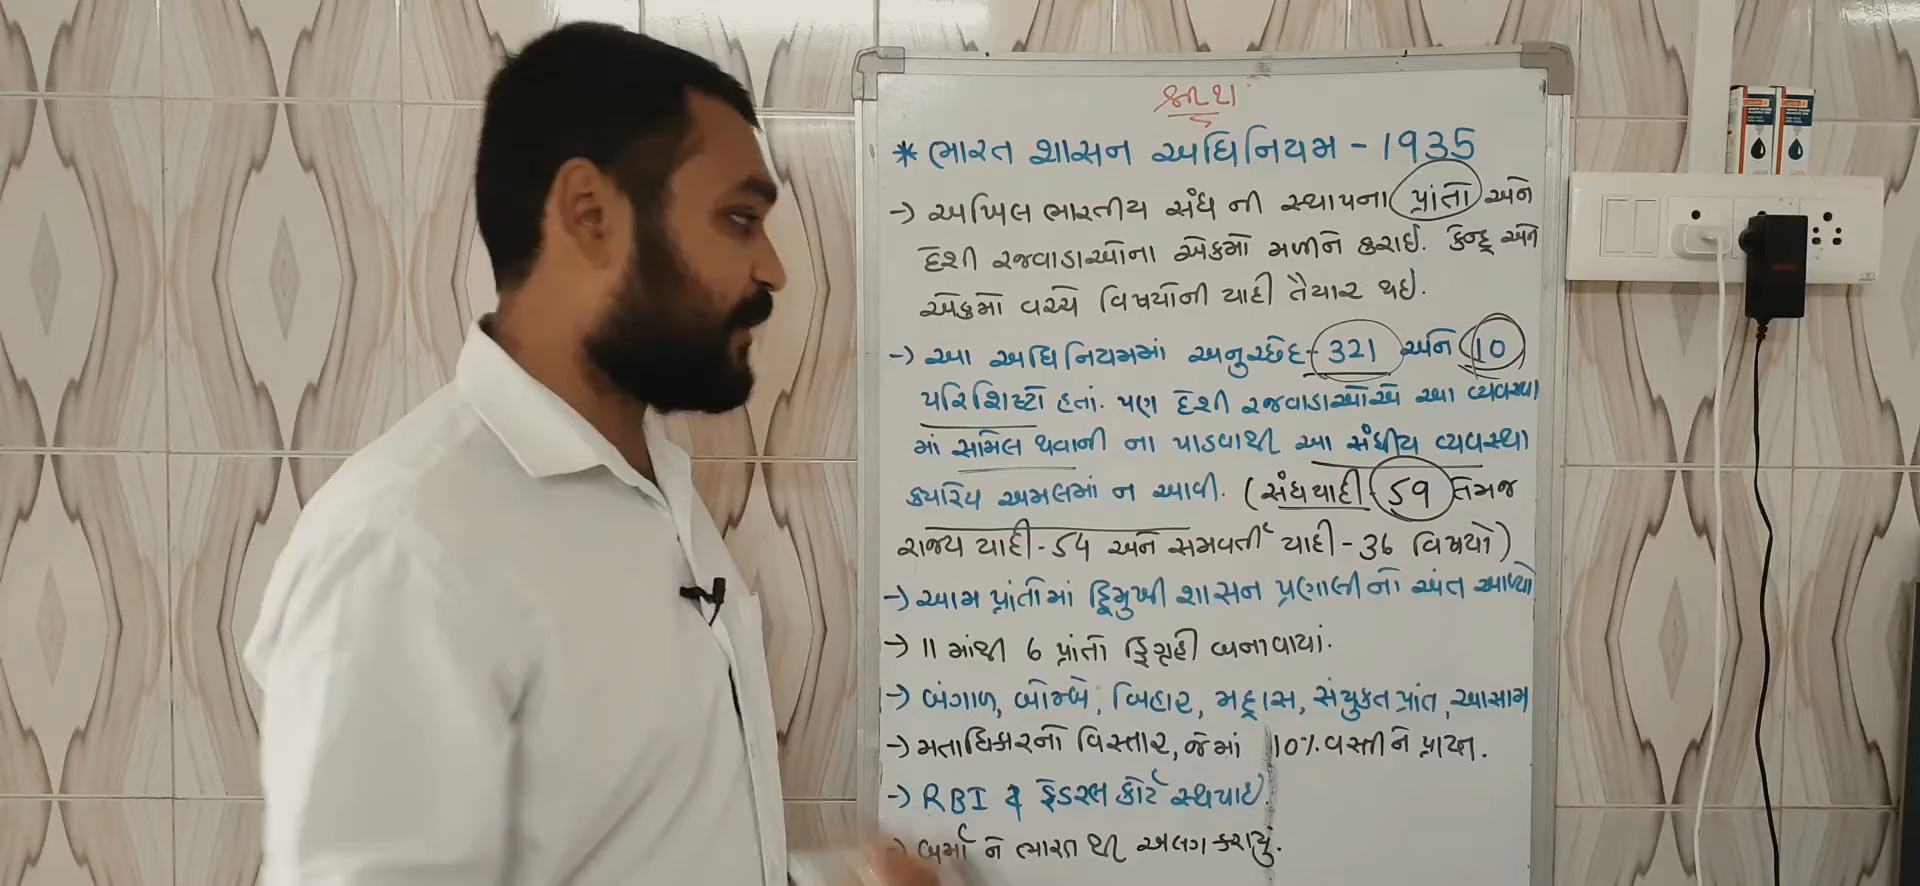 * ભારત શાસન અધિનિયમ - 1935
-> અખિલ ભારતીય સંઘ ની સ્થાપના પ્રાંતો અને
દેશી રજવાડાઓના એકમો મળીને કરાઈ. કેન્દ્ર અને
એકમો વચ્ચે વિષયોની યાદી તૈયાર થઈ.
-> આ અધિનિયમમાં અનુચ્છેદ - 321 અને 10
પરિશિષ્ટો હતાં. પણ દેશી રજવાડાઓએ આ વ્યવસ્થા
માં સામિલ થવાની ના પાડવાથી આ સંઘીય વ્યવસ્થા
ક્યારેય અમલમાં ન આવી. (સંઘયાદી - 59 તેમજ
રાજ્ય યાદી - 54 અને સમવર્તી યાદી - 36 વિષયો)
-> આમ પ્રાંતોમાં દ્વિમુખી શાસન પ્રણાલીનો અંત આવ્યો
-> 11 માંથી 6 પ્રાંતો દ્વિગૃહી બનાવાયાં.
-> બંગાળ, બોમ્બે, બિહાર, મદ્રાસ, સંયુકત પ્રાંત, આસામ
-> મતાધિકારનો વિસ્તાર, જેમાં 10% વસ્તીને પ્રાપ્ત.
-> RBI ને ફેડરલ કોર્ટ સ્થપાઈ.
-> બર્મા ને ભારત થી અલગ કરાયું.